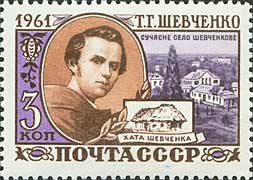 1961 Т.Г.ШЕВЧЕНКО
СУЧАСНЕ СЕЛО ШЕВЧЕНКОВЕ
3
КОП
ХАТА ШЕВЧЕНКА
ПОЧТА СССР